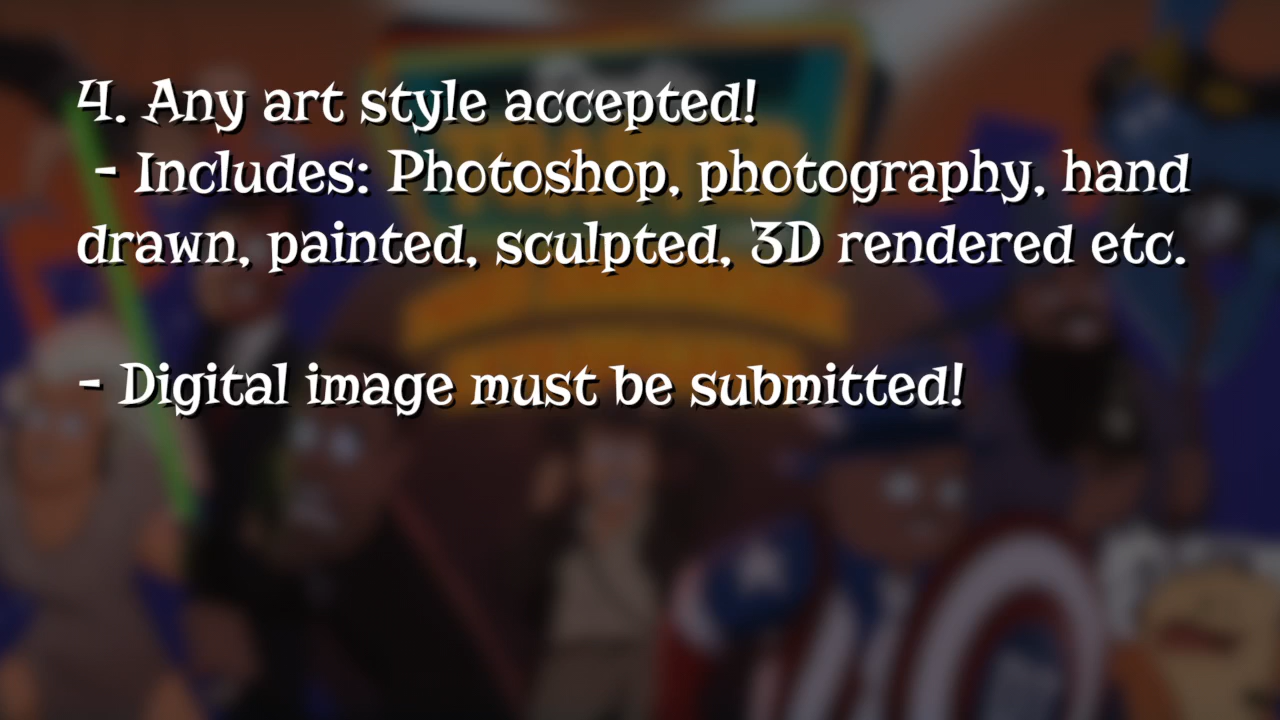 4. Any art style accepted!
- Includes: Photoshop, photography, hand
drawn, painted, sculpted, 3D rendered etc.
- Digital image must be submitted!